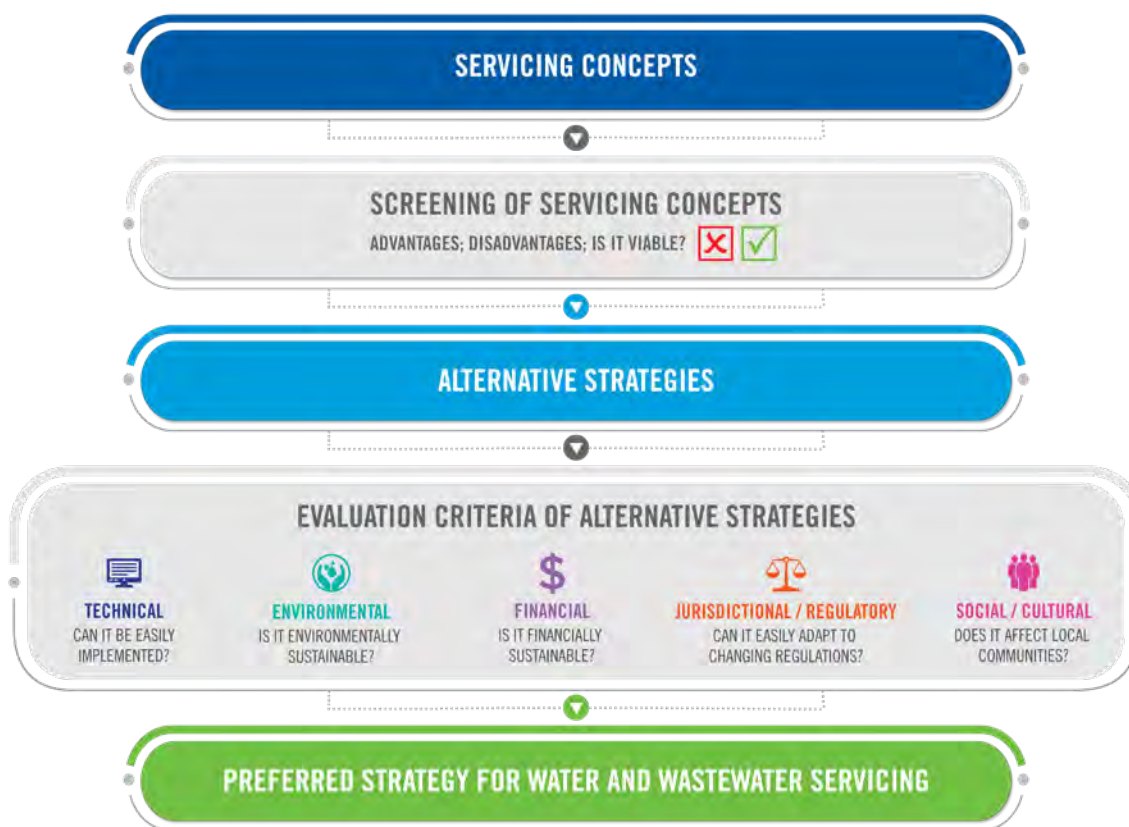 SERVICING CONCEPTS
SCREENING OF SERVICING CONCEPTS
ADVANTAGES; DISADVANTAGES; IS IT VIABLE?
ALTERNATIVE STRATEGIES
EVALUATION CRITERIA OF ALTERNATIVE STRATEGIES
$
TECHNICAL
CAN IT BE EASILY
IMPLEMENTED?
ENVIRONMENTAL
IS IT ENVIRONMENTALLY
SUSTAINABLE?
FINANCIAL
IS IT FINANCIALLY
SUSTAINABLE?
JURISDICTIONAL / REGULATORY
CAN IT EASILY ADAPT TO
CHANGING REGULATIONS?
SOCIAL / CULTURAL
DOES IT AFFECT LOCAL
COMMUNITIES?
PREFERRED STRATEGY FOR WATER AND WASTEWATER SERVICING